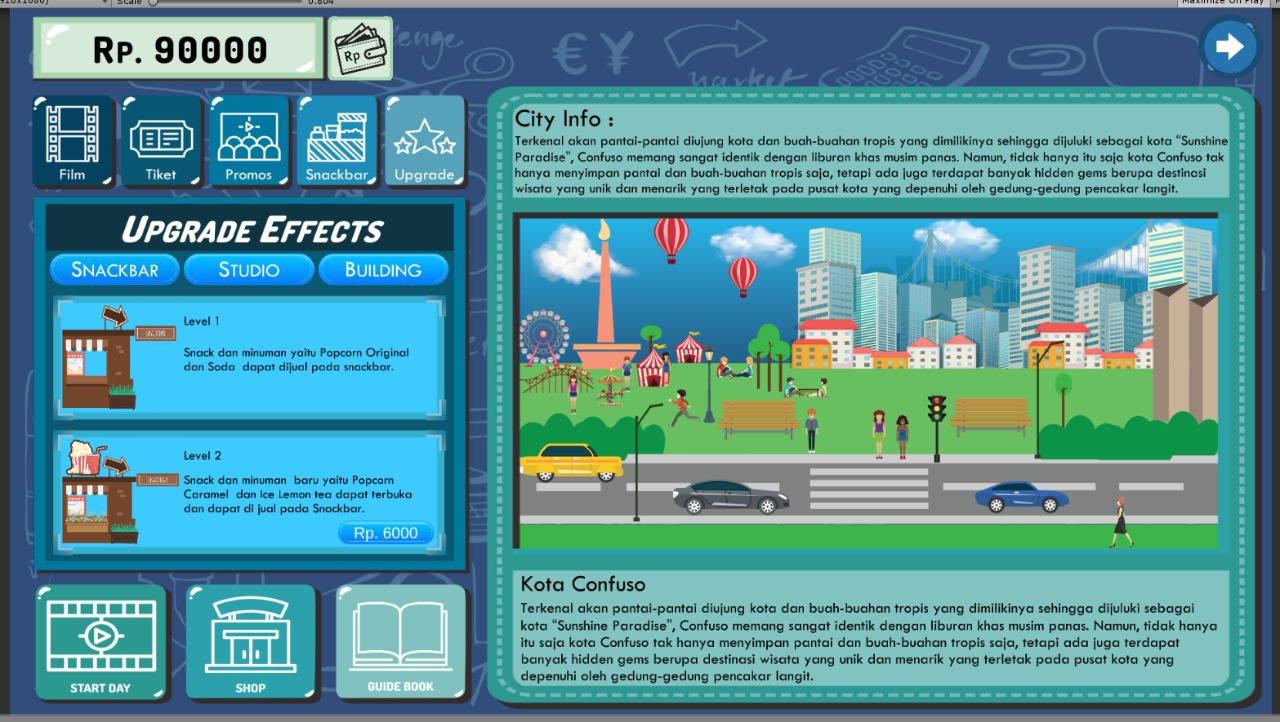 Scale
0.804
Maximize On Play
Rp. 90000
Rp
€ ¥
market
Film
Tiket
Promos
Snackbar
Upgrade
Upgrade Effects
Snackbar
Studio
Building
Level 1
Snack dan minuman yaitu Popcorn Original
dan Soda dapat dijual pada snackbar.
Level 2
Snack dan minuman baru yaitu Popcorn
Caramel dan Ice Lemon tea dapat terbuka
dan dapat di jual pada Snackbar.
Rp. 6000
START DAY
SHOP
GUIDE BOOK
City Info :
Terkenal akan pantai-pantai diujung kota dan buah-buahan tropis yang dimilikinya sehingga dijuluki sebagai kota “Sunshine
Paradise”, Confuso memang sangat identik dengan liburan khas musim panas. Namun, tidak hanya itu saja kota Confuso tak
hanya menyimpan pantai dan buah-buahan tropis saja, tetapi ada juga terdapat banyak hidden gems berupa destinasi
wisata yang unik dan menarik yang terletak pada pusat kota yang depenuhi oleh gedung-gedung pencakar langit.
Kota Confuso
Terkenal akan pantai-pantai diujung kota dan buah-buahan tropis yang dimilikinya sehingga dijuluki sebagai
kota “Sunshine Paradise”, Confuso memang sangat identik dengan liburan khas musim panas. Namun, tidak hanya
itu saja kota Confuso tak hanya menyimpan pantai dan buah-buahan tropis saja, tetapi ada juga terdapat
banyak hidden gems berupa destinasi wisata yang unik dan menarik yang terletak pada pusat kota yang
depenuhi oleh gedung-gedung pencakar langit.